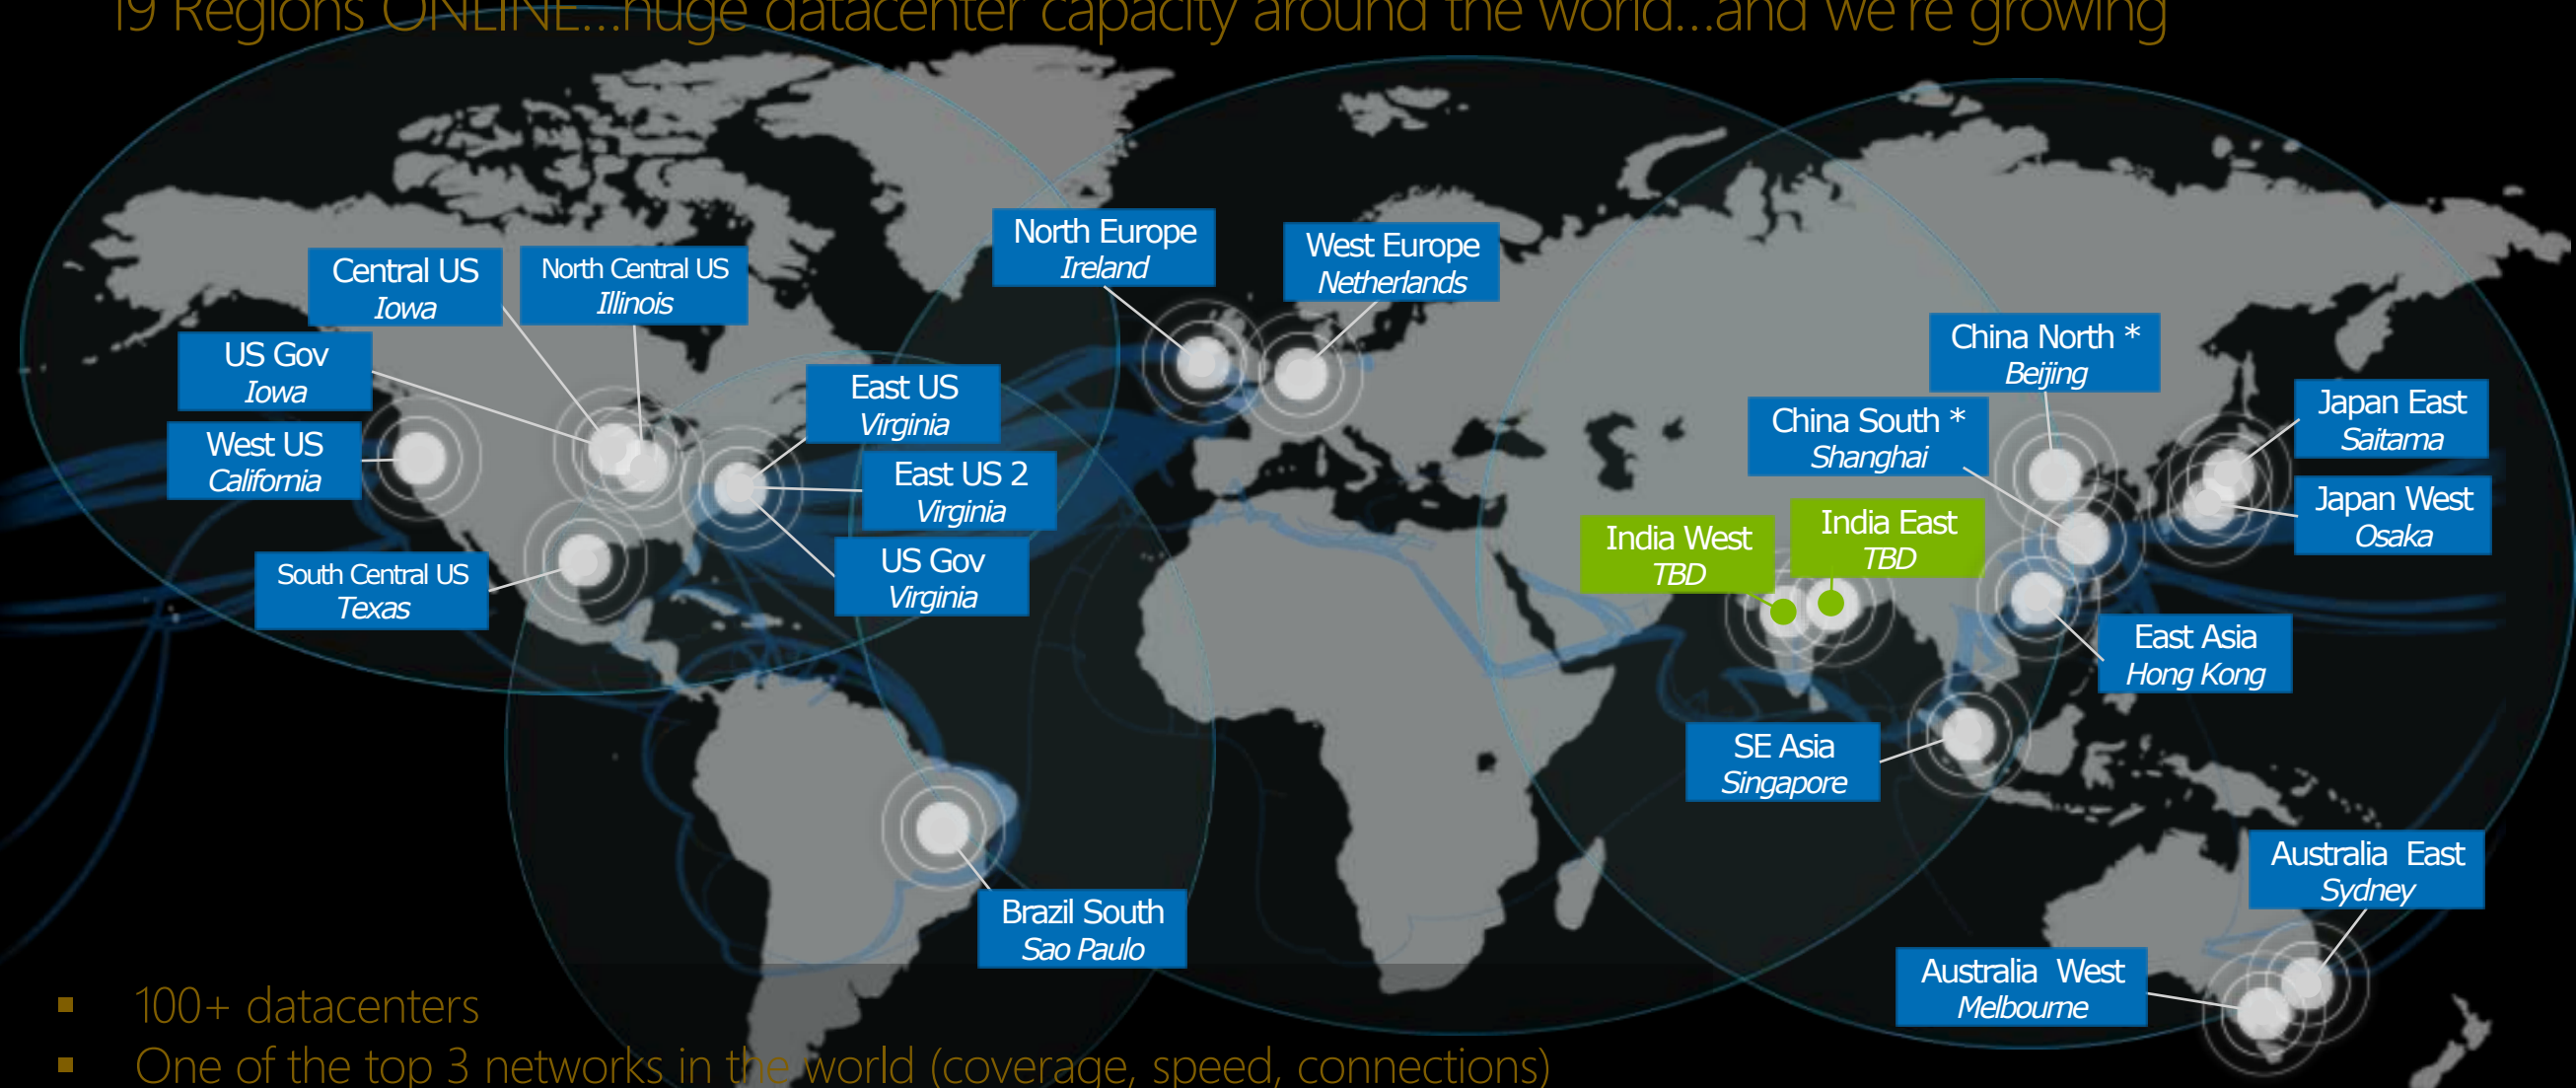 19 Regions ONLINE...huge datacenter capacity around the world...and we're growing
North Europe
Ireland
West Europe
Netherlands
Central US
Iowa
North Central US
Illinois
US Gov
Iowa
China North *
Beijing
East US
Virginia
Japan East
Saitama
China South *
Shanghai
West US
California
East US 2
Virginia
Japan West
Osaka
India West
TBD
India East
TBD
US Gov
Virginia
South Central US
Texas
East Asia
Hong Kong
SE Asia
Singapore
Australia East
Sydney
Brazil South
Sao Paulo
Australia West
Melbourne
▪ 100+ datacenters
▪ One of the top 3 networks in the world (coverage, speed, connections)